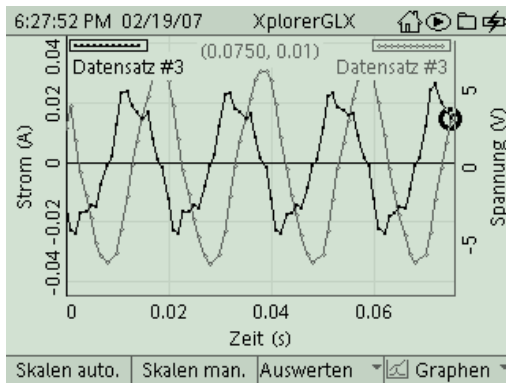 6:27:52 PM 02/19/07 XplorerGLX
(0.0750, 0.01)
Datensatz #3 Datensatz #3
Strom (A)
0.04
0.02
0
-0.02
-0.04
Spannung (V)
5
0
-5
0 0.02 0.04 0.06
Zeit (s)
Skalen auto. Skalen man. Auswerten Graphen